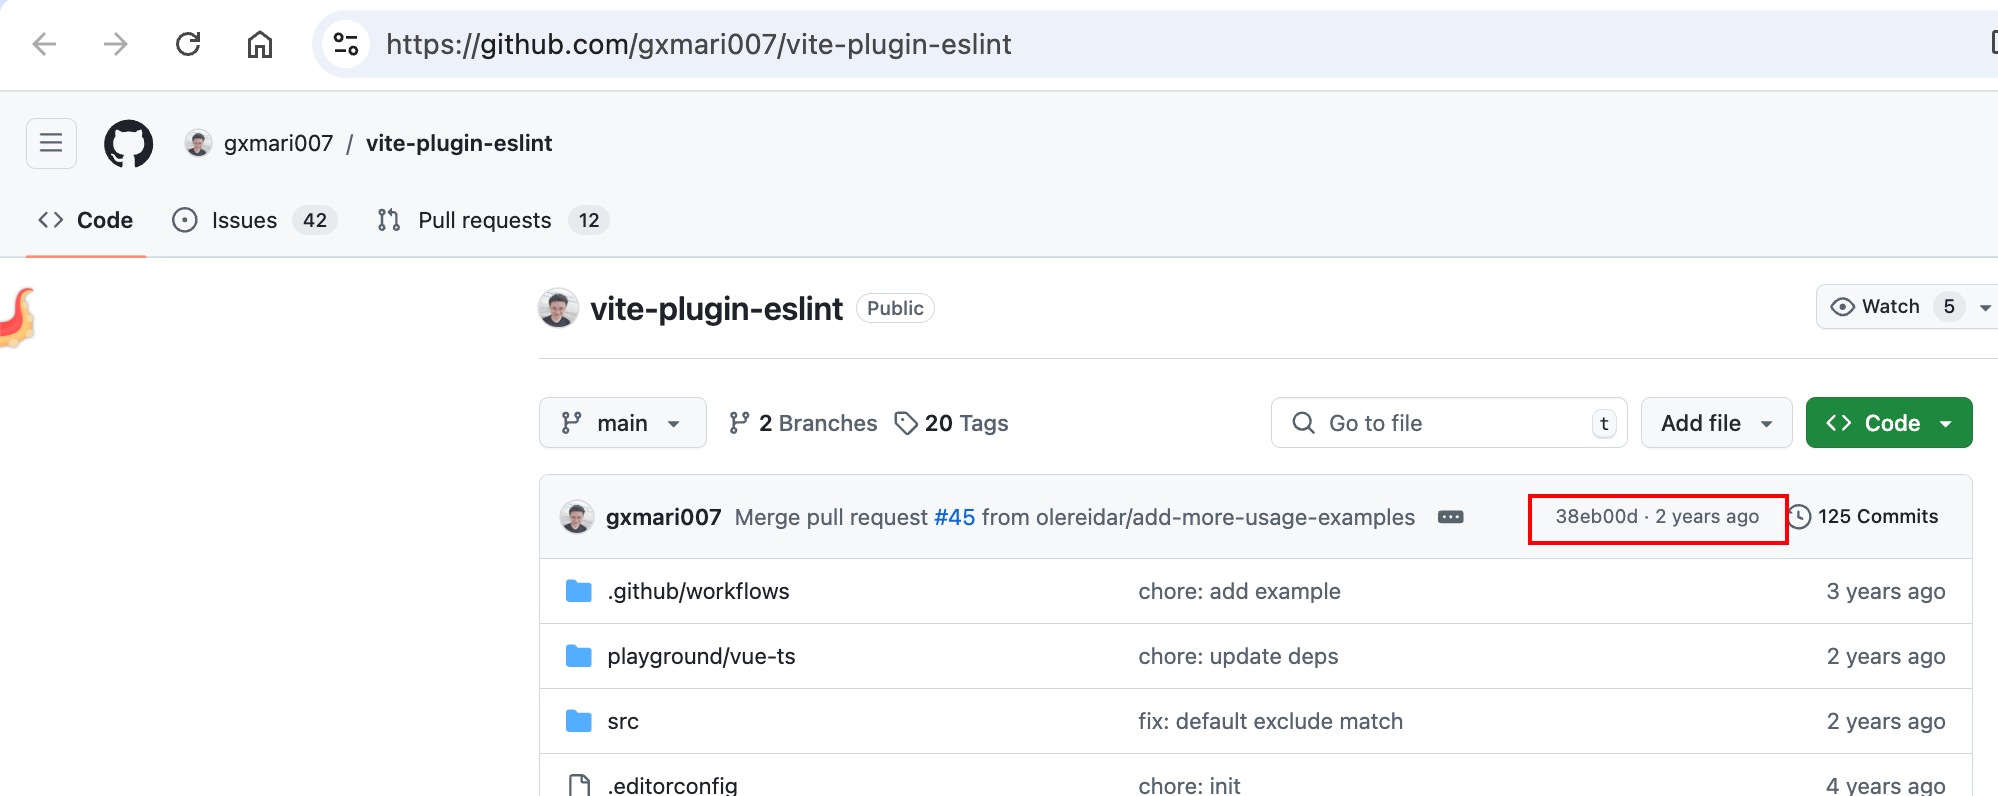 https://github.com/gxmari007/vite-plugin-eslint
gxmari007 / vite-plugin-eslint
Code Issues 42 Pull requests 12
vite-plugin-eslint Public Watch 5
main 2 Branches 20 Tags Go to file t Add file Code
gxmari007 Merge pull request #45 from olereidar/add-more-usage-examples 38eb00d · 2 years ago 125 Commits
.github/workflows chore: add example 3 years ago
playground/vue-ts chore: update deps 2 years ago
src fix: default exclude match 2 years ago
.editorconfig chore: init 4 years ago